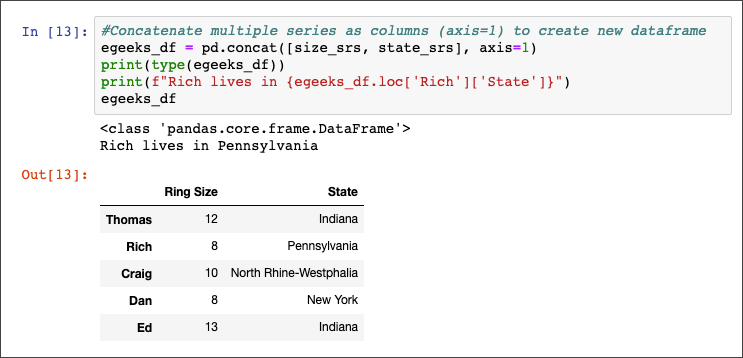 In [13]: #Concatenate multiple series as columns (axis=1) to create new dataframe
egeeks_df = pd.concat([size_srs, state_srs], axis=1)
print(type(egeeks_df))
print(f"Rich lives in {egeeks_df.loc['Rich']['State']}")
egeeks_df
<class 'pandas.core.frame.DataFrame'>
Rich lives in Pennsylvania
Out[13]:
Ring Size State
Thomas 12 Indiana
Rich 8 Pennsylvania
Craig 10 North Rhine-Westphalia
Dan 8 New York
Ed 13 Indiana